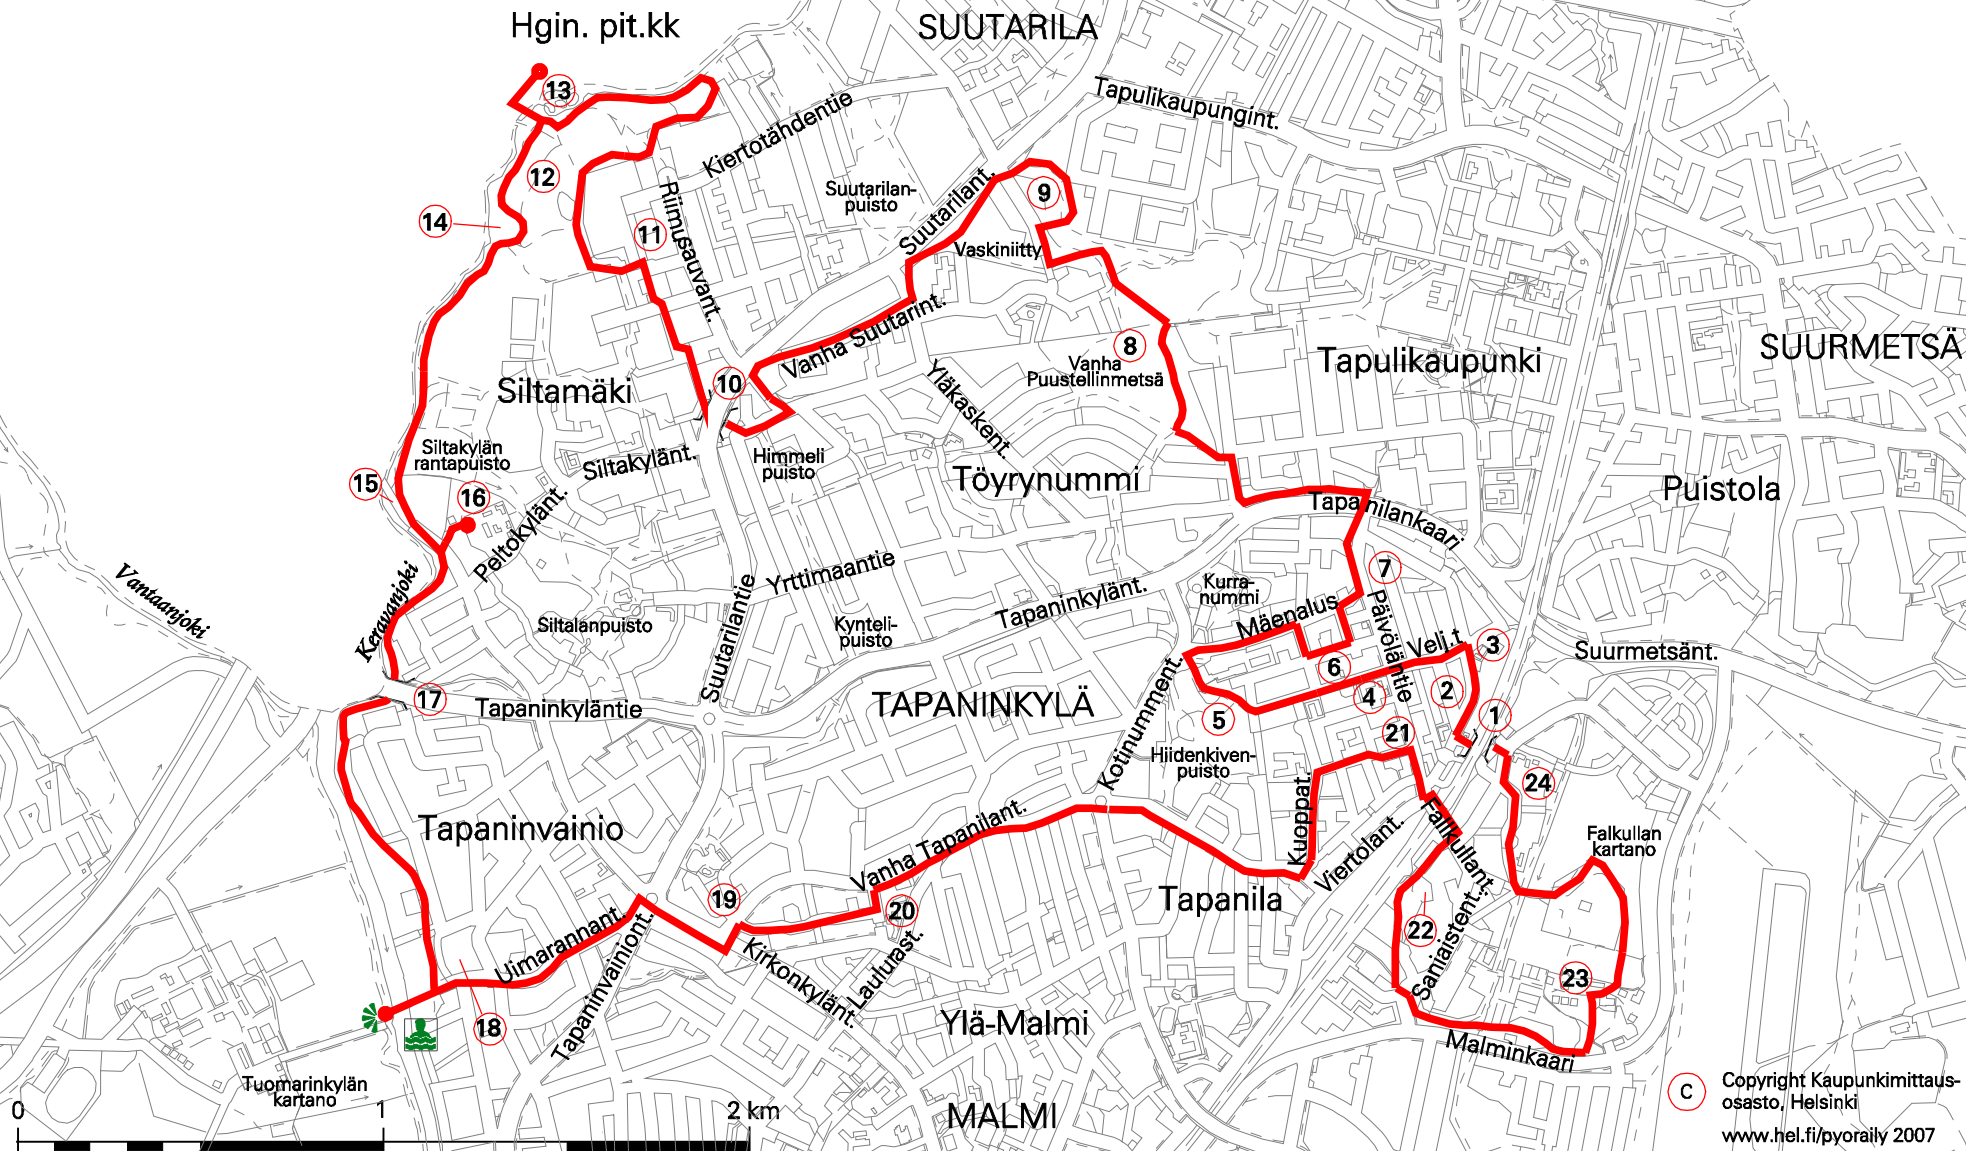 Hgin. pit.kk
SUUTARILA
13
Kiertotähdentie
Tapulikaupungint.
12
Riimusauvant.
Suutarilan-
puisto
Suutarilant.
9
14
11
Vaskiniitty
Vanha Suutarint.
8
Vanha
Puustellinmetsä
Tapulikaupunki
SUURMETSÄ
Siltamäki
10
Yläkaskent.
Siltakylän
rantapuisto
Siltakylänt.
Himmeli
puisto
Töyrynummi
Puistola
15
16
Peltokylänt.
Tapanilankaari
Vantaanjoki
Keravanjoki
Yrttimaantie
7
Kurra-
nummi
Tapaninkylänt.
Mäenalus
Päivöläntie
Siltalanpuisto
Suutarilantie
Kynteli-
puisto
Velj.t.
3
Suurmetsänt.
6
4
2
17
Tapaninkyläntie
TAPANINKYLÄ
Kotinumment.
5
1
21
Hiidenkiven-
puisto
Kuoppat.
24
Tapaninvainio
Vanha Tapanilant.
Viertolant.
Fallkullant.
Falkullan
kartano
19
20
Tapanila
22
Saniaistent.
Uimarannant.
Tapaninvainiont.
Kirkonkylänt.
Laulurast.
23
18
Ylä-Malmi
Malminkaari
Tuomarinkylän
kartano
MALMI
0
1
2 km
C
Copyright Kaupunkimittaus-
osasto, Helsinki
www.hel.fi/pyoraily 2007